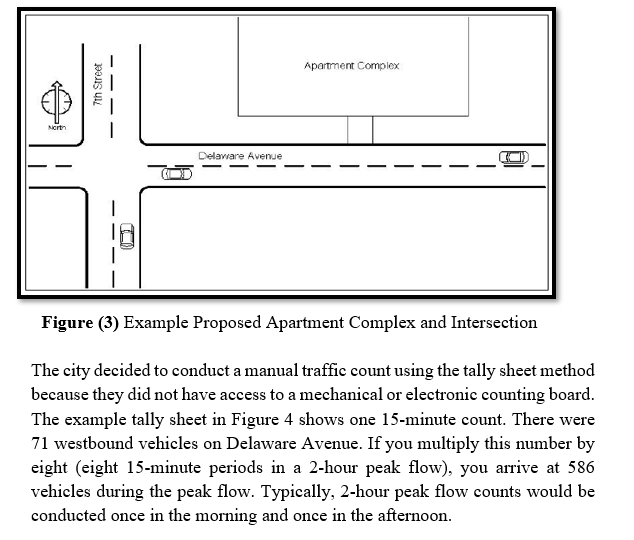 7th Street
Apartment Complex
North
Delaware Avenue
Figure (3) Example Proposed Apartment Complex and Intersection
The city decided to conduct a manual traffic count using the tally sheet method
because they did not have access to a mechanical or electronic counting board.
The example tally sheet in Figure 4 shows one 15-minute count. There were
71 westbound vehicles on Delaware Avenue. If you multiply this number by
eight (eight 15-minute periods in a 2-hour peak flow), you arrive at 586
vehicles during the peak flow. Typically, 2-hour peak flow counts would be
conducted once in the morning and once in the afternoon.